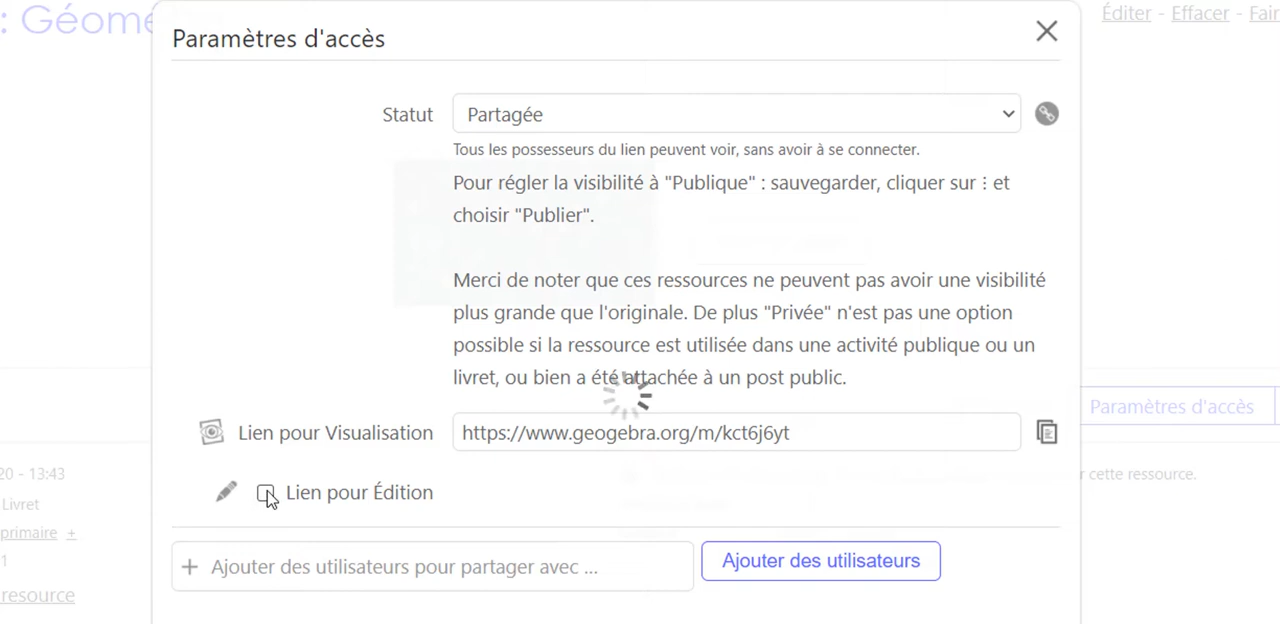 : Géomé
Éditer - Effacer - Fair
Paramètres d'accès
Statut
Partagée
Tous les possesseurs du lien peuvent voir, sans avoir à se connecter.
Pour régler la visibilité à "Publique" : sauvegarder, cliquer sur ⋮ et
choisir "Publier".
Merci de noter que ces ressources ne peuvent pas avoir une visibilité
plus grande que l'originale. De plus "Privée" n'est pas une option
possible si la ressource est utilisée dans une activité publique ou un
livret, ou bien a été attachée à un post public.
Paramètres d'accès
Lien pour Visualisation
https://www.geogebra.org/m/kct6j6yt
20 - 13:43
r cette ressource.
Lien pour Édition
Livret
primaire +
1
+ Ajouter des utilisateurs pour partager avec ...
Ajouter des utilisateurs
resource